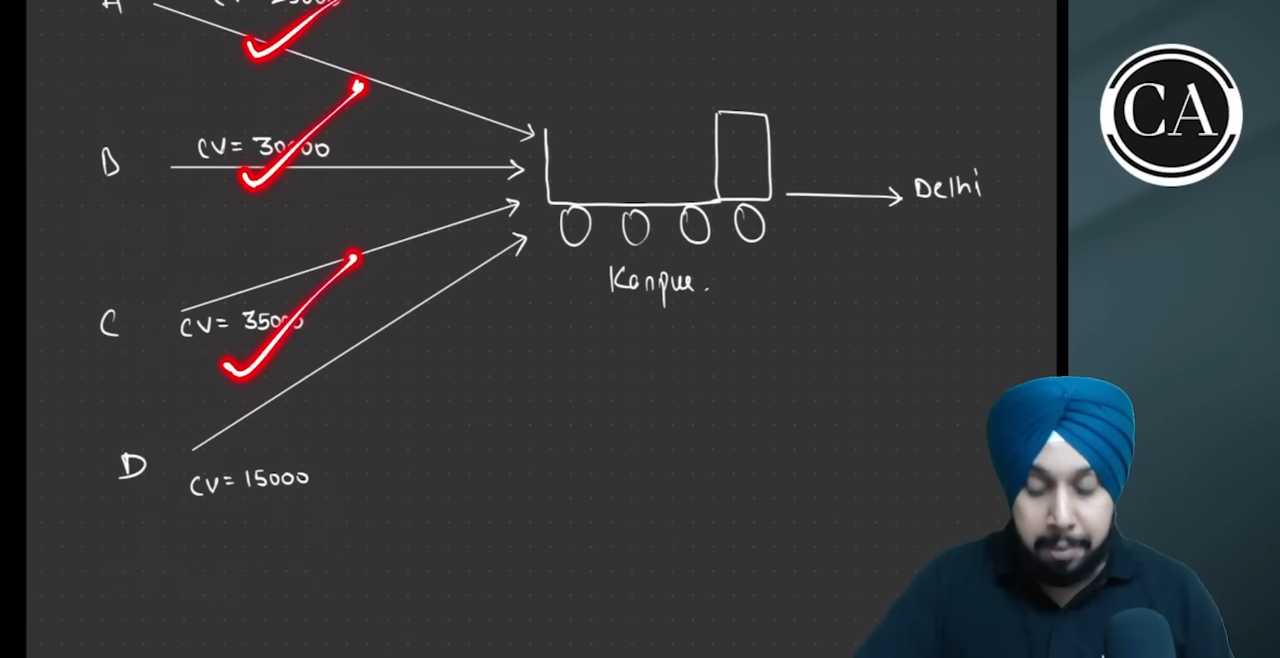 A
B CV = 30000
Delhi
Kanpur.
C CV = 35000
D CV = 15000
CA